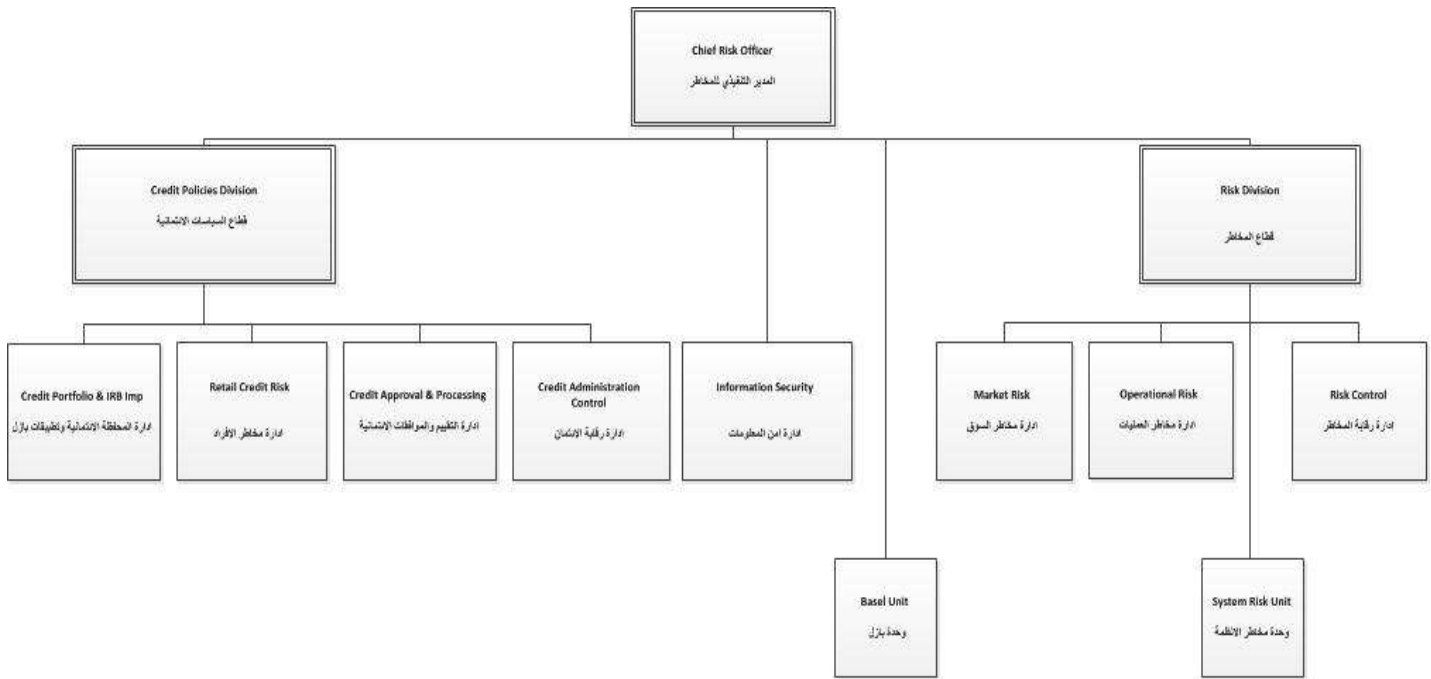 Chief Risk Officer
المدير التنفيذي للمخاطر
Credit Policies Division
قطاع السياسات الائتمانية
Risk Division
قطاع المخاطر
Credit Portfolio & IRB Imp
ادارة المحفظة الائتمانية وتطبيقات بازل
Retail Credit Risk
ادارة مخاطر الافراد
Credit Approval & Processing
ادارة التقييم والموافقات الائتمانية
Credit Administration
Control
ادارة رقابة الائتمان
Information Security
ادارة امن المعلومات
Market Risk
ادارة مخاطر السوق
Operational Risk
ادارة مخاطر العمليات
Risk Control
ادارة رقابة المخاطر
Basel Unit
وحدة بازل
System Risk Unit
وحدة مخاطر الانظمة